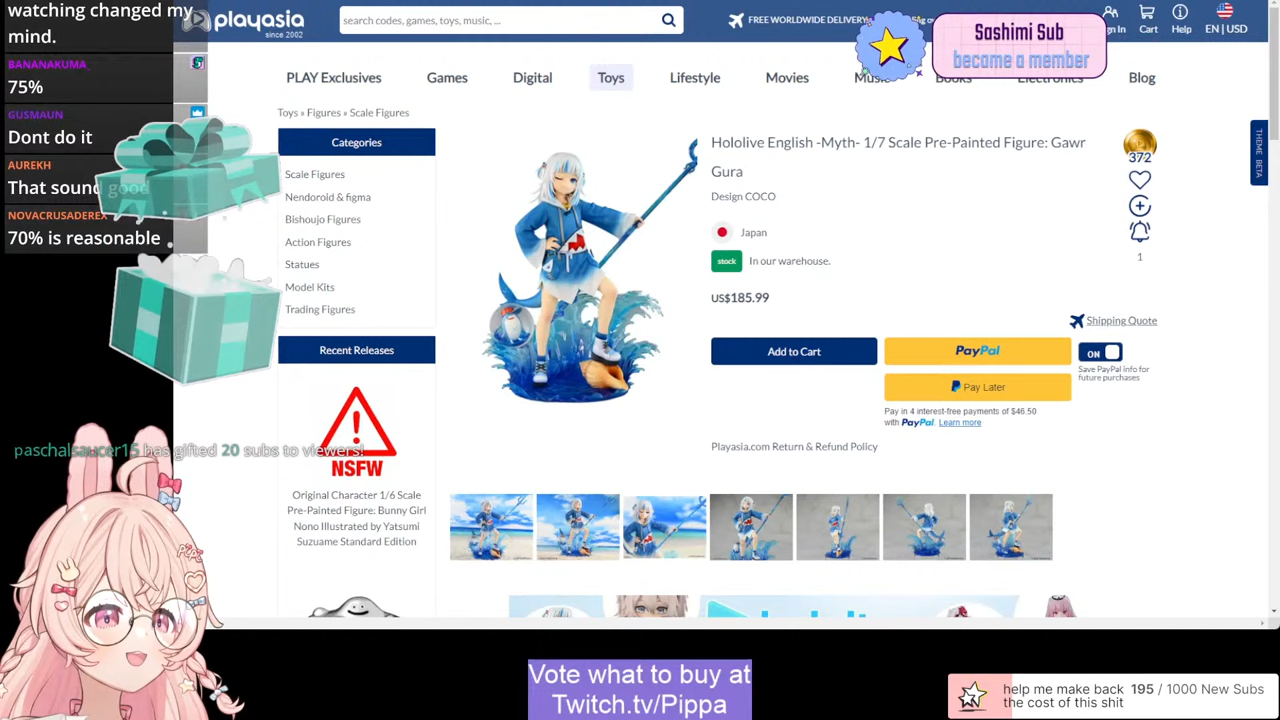 watching changed my
mind.
BANANAKUMA_
75%
GUSMAUN
Dont do it
AUREKH
That sound good
NOVACRUSADEREX
70% is reasonable
playasia
since 2002
search codes, games, toys, music, ...
FREE WORLDWIDE DELIVERY
Cart
Help
EN | USD
Sashimi Sub
become a member
PLAY Exclusives
Games
Digital
Toys
Lifestyle
Movies
Music
Books
Electronics
Blog
Toys » Figures » Scale Figures
Categories
Scale Figures
Nendoroid & figma
Bishoujo Figures
Action Figures
Statues
Model Kits
Trading Figures
Recent Releases
NSFW
Original Character 1/6 Scale
Pre-Painted Figure: Bunny Girl
Nono Illustrated by Yatsumi
Suzuame Standard Edition
Hololive English -Myth- 1/7 Scale Pre-Painted Figure: Gawr
Gura
Design COCO
Japan
stock
In our warehouse.
US$185.99
Shipping Quote
Add to Cart
PayPal
ON
Save PayPal info for
future purchases
Pay Later
Pay in 4 interest-free payments of $46.50
with PayPal. Learn more
Playasia.com Return & Refund Policy
372
1
THEME BETA
paschalsaucer15 has gifted 20 subs to viewers!
Vote what to buy at
Twitch.tv/Pippa
help me make back 195 / 1000 New Subs
the cost of this shit